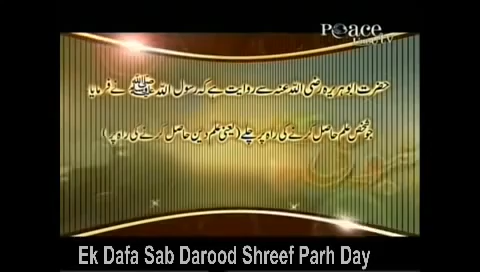 Peace
حضرت ابو ہریرہ رضی اللہ عنہ سے روایت ہے کہ رسول اللہ ﷺ نے فرمایا
جو شخص علم حاصل کرنے کی راہ پر چلے (یعنی علم دین حاصل کرنے کی راہ پر)
Ek Dafa Sab Darood Shreef Parh Day